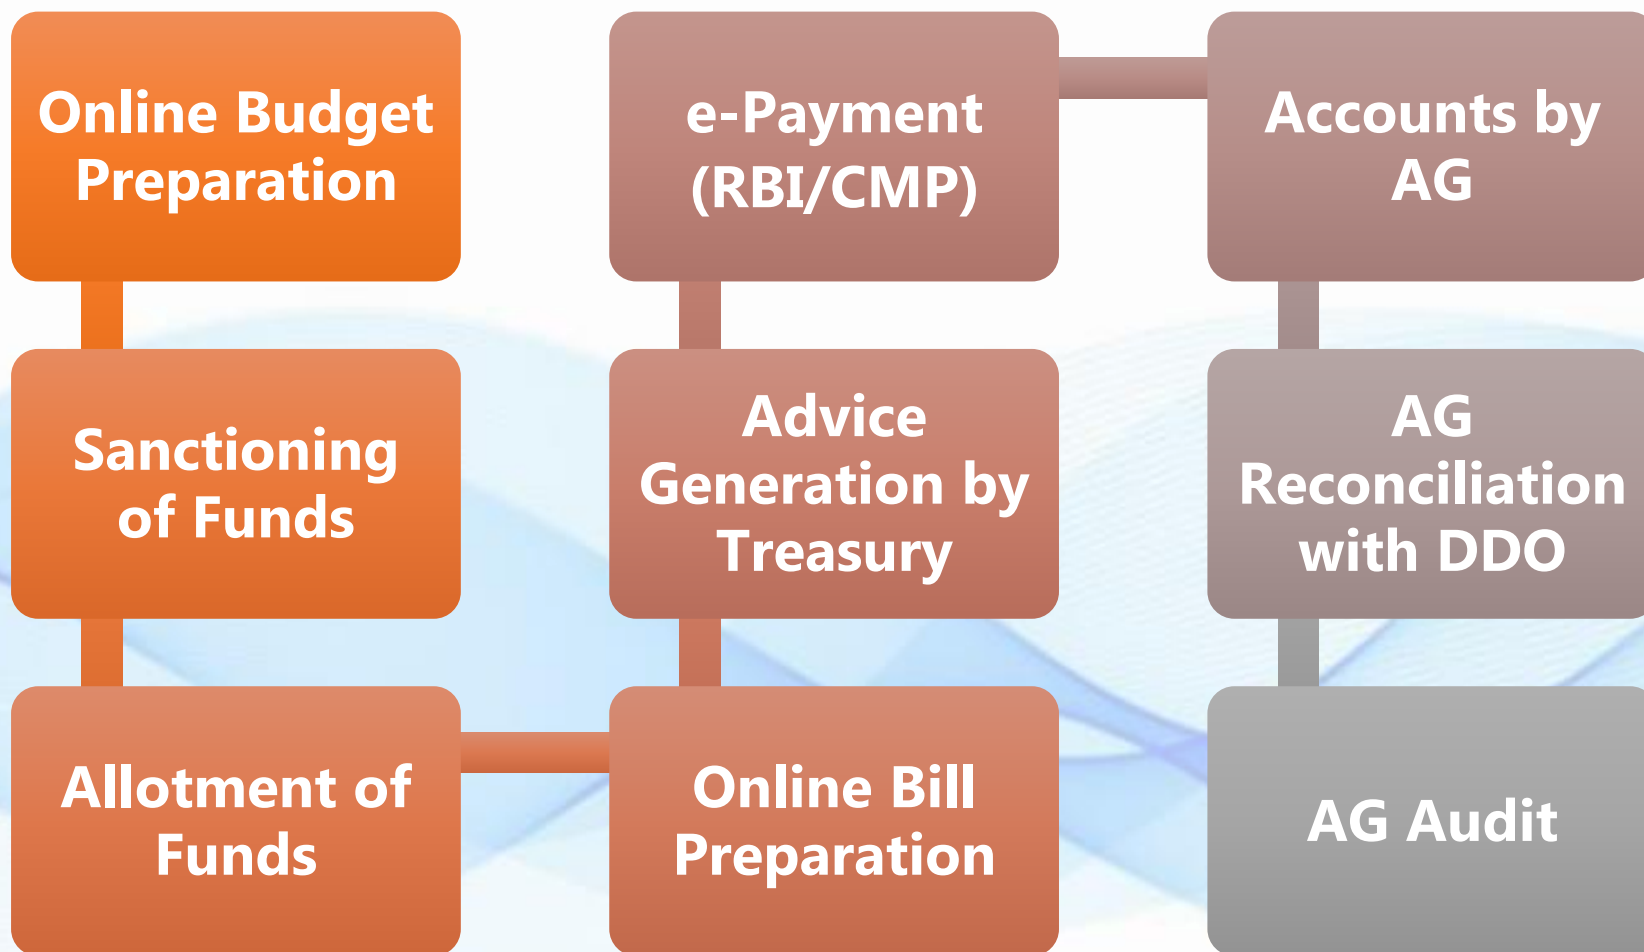 Online Budget
Preparation
Sanctioning
of Funds
Allotment of
Funds
Online Bill
Preparation
Advice
Generation by
Treasury
e-Payment
(RBI/CMP)
Accounts by
AG
AG
Reconciliation
with DDO
AG Audit